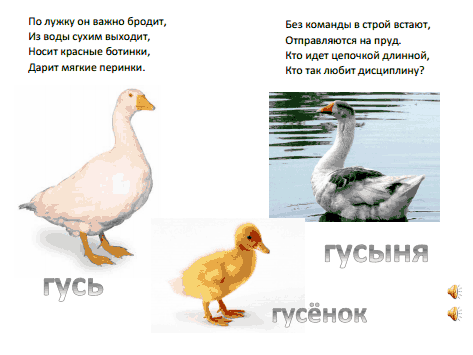 По лужку он важно бродит,
Из воды сухим выходит,
Носит красные ботинки,
Дарит мягкие перинки.
Без команды в строй встают,
Отправляются на пруд.
Кто идет цепочкой длинной,
Кто так любит дисциплину?
гусь
гусыня
гусёнок